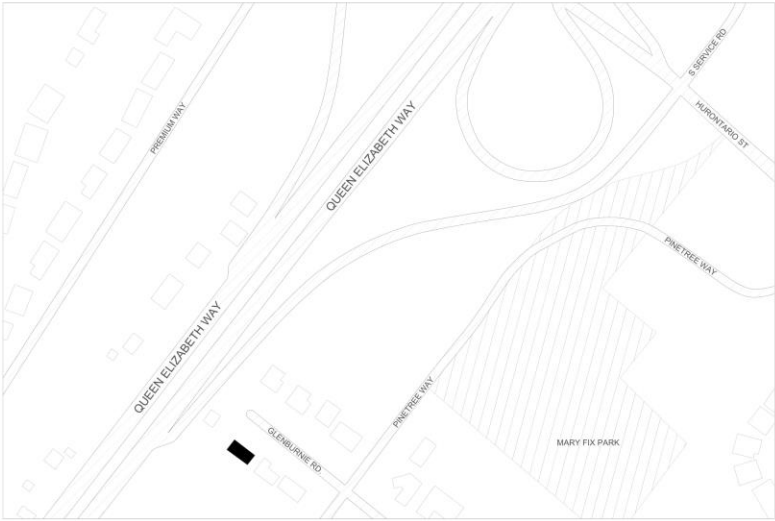 S SERVICE RD
HURONTARIO ST
PREMIUM WAY
QUEEN ELIZABETH WAY
PINETREE WAY
QUEEN ELIZABETH WAY
PINETREE WAY
GLENBURNIE RD
MARY FIX PARK